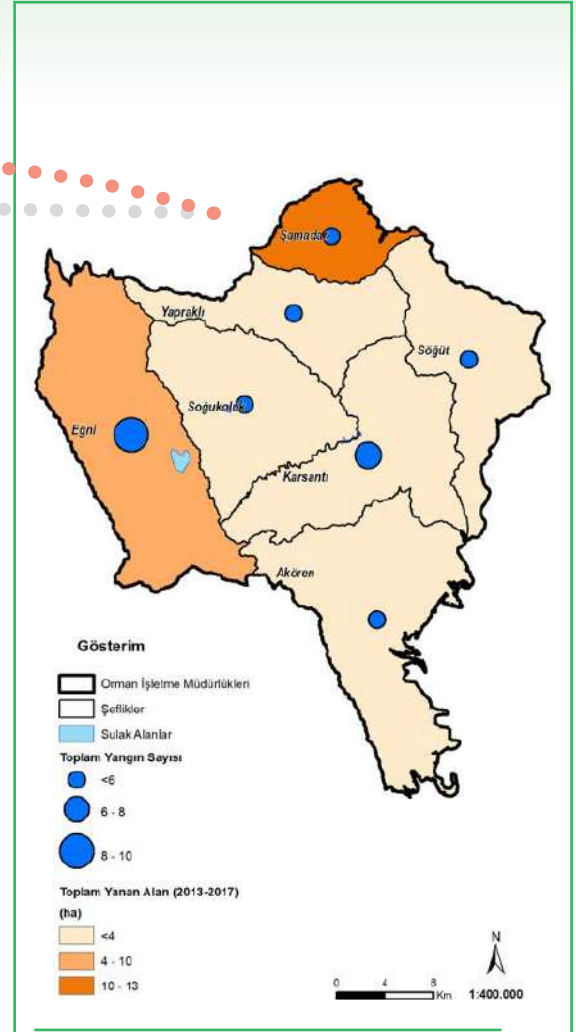 Şamadan
Yapraklı
Söğüt
Soğukoluk
Eğni
Karsantı
Akören
Gösterim
Orman İşletme Müdürlükleri
Şeflikler
Sulak Alanlar
Toplam Yangın Sayısı
<6
6 - 8
8 - 10
Toplam Yanan Alan (2013-2017)
(ha)
<4
4 - 10
10 - 13
N
0 4 8
Km 1:400.000